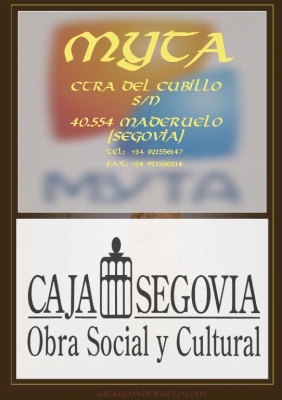 MYTA
CTRA DEL CUBILLO
S/N
40.554 MADERUELO
[SEGOVIA]
TEL: +34 921556147
FAX: +34 921556214
MYTA
CAJA SEGOVIA
Obra Social y Cultural